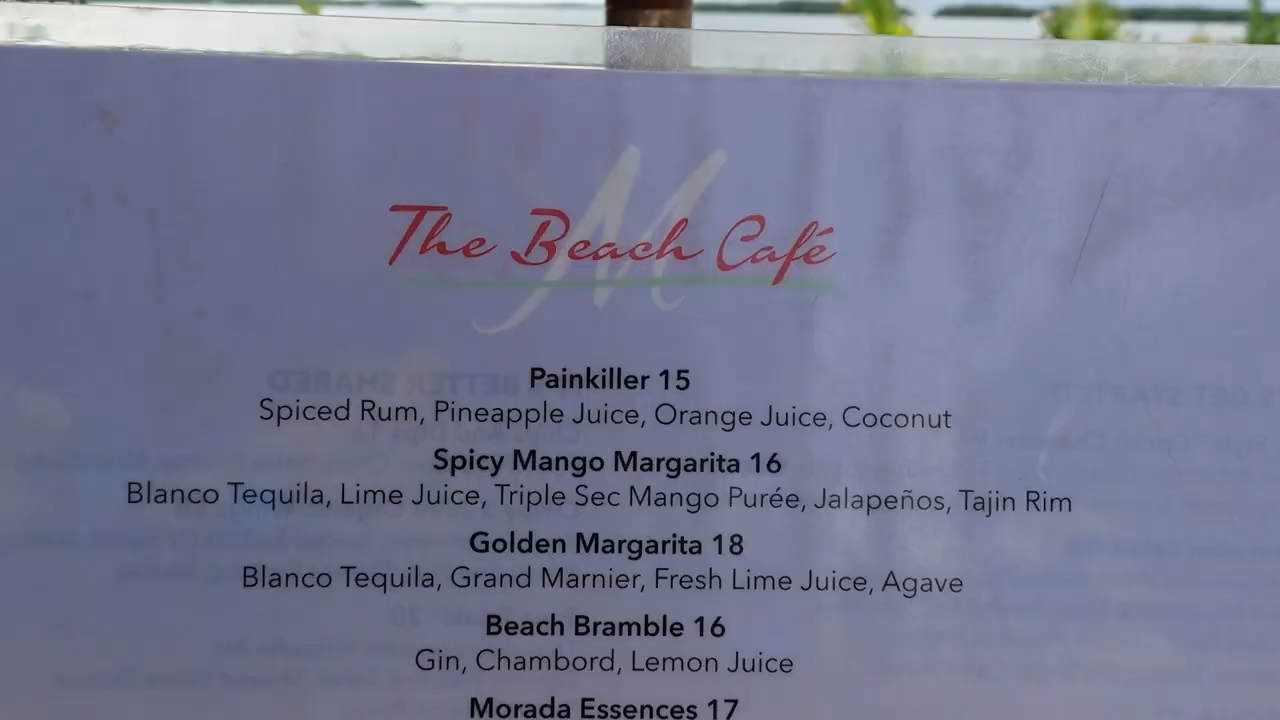 M
The Beach Café
Painkiller 15
Spiced Rum, Pineapple Juice, Orange Juice, Coconut
Spicy Mango Margarita 16
Blanco Tequila, Lime Juice, Triple Sec Mango Purée, Jalapeños, Tajin Rim
Golden Margarita 18
Blanco Tequila, Grand Marnier, Fresh Lime Juice, Agave
Beach Bramble 16
Gin, Chambord, Lemon Juice
Morada Essences 17